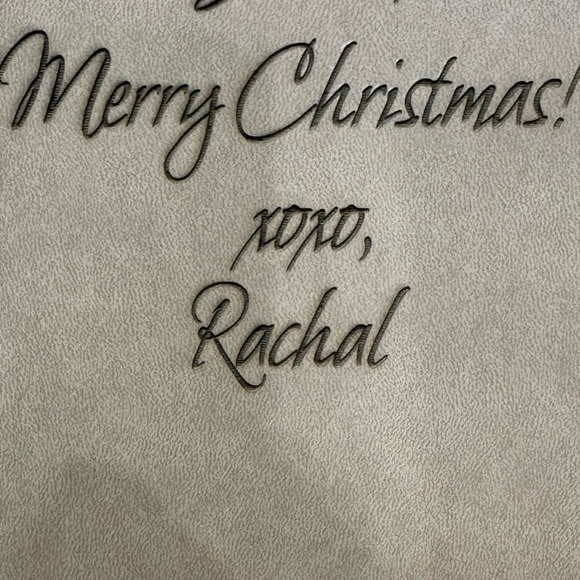 Merry Christmas!
xoxo,
Rachal